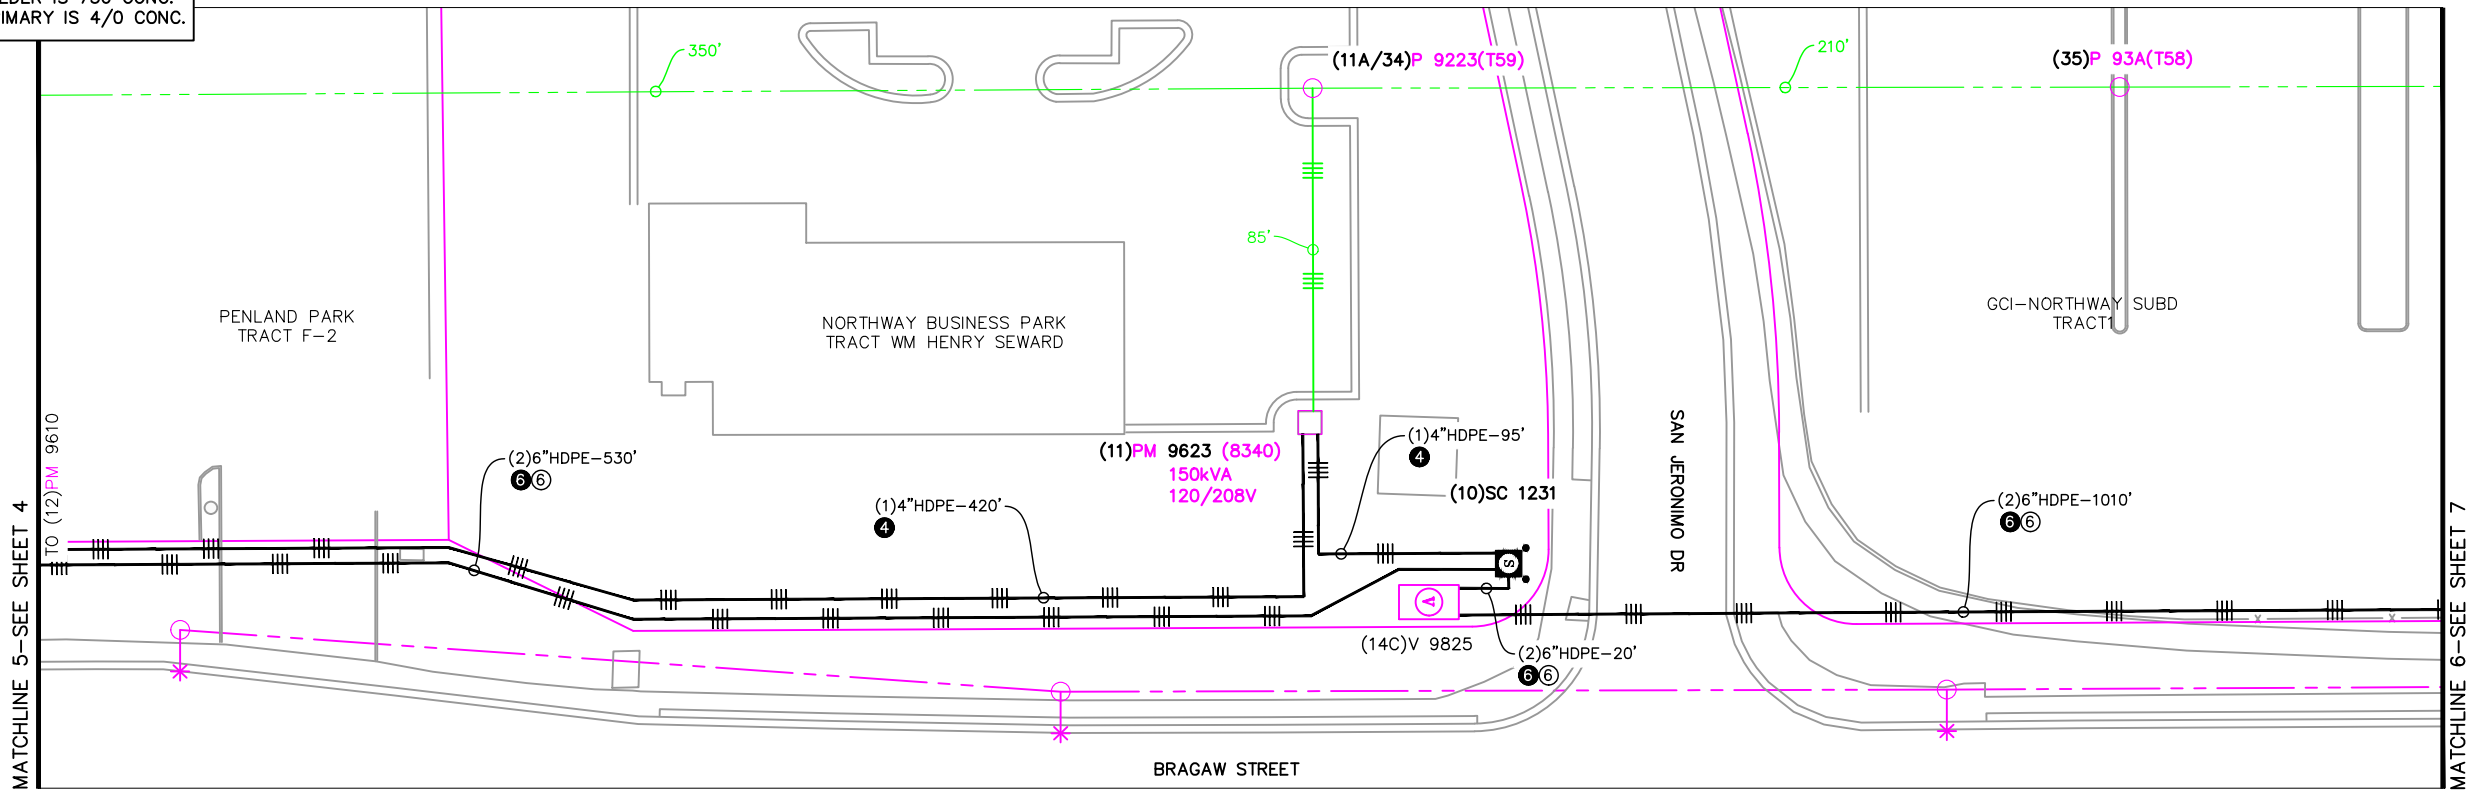 PRIMARY IS 4/0 CONC.
350'
(11A/34)P 9223(T59)
210'
(35)P 93A(T58)
85'
PENLAND PARK
TRACT F-2
NORTHWAY BUSINESS PARK
TRACT WM HENRY SEWARD
GCI-NORTHWAY SUBD
TRACT1
TO (12)PM 9610
(2)6"HDPE-530'
6 6
(11)PM 9623 (8340)
150kVA
120/208V
(1)4"HDPE-95'
4
(10)SC 1231
(1)4"HDPE-420'
4
SAN JERONIMO DR
(2)6"HDPE-1010'
6 6
S
A
(14C)V 9825
(2)6"HDPE-20'
6 6
x x
BRAGAW STREET
MATCHLINE 5-SEE SHEET 4
MATCHLINE 6-SEE SHEET 7